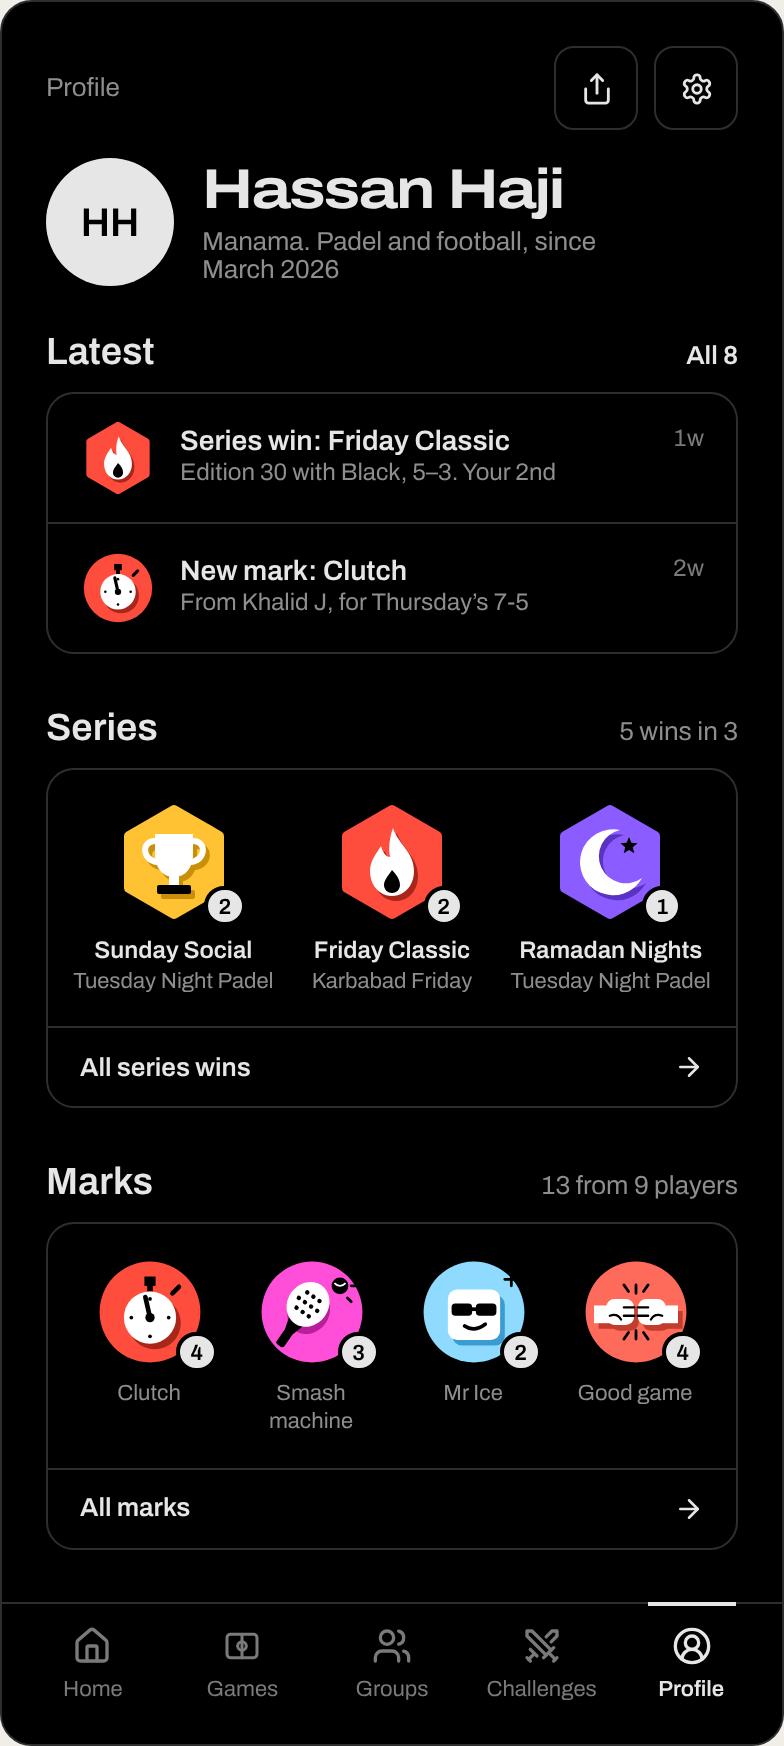 Profile
HH
Hassan Haji
Manama. Padel and football, since
March 2026
Latest
All 8
Series win: Friday Classic
1w
Edition 30 with Black, 5–3. Your 2nd
New mark: Clutch
2w
From Khalid J, for Thursday’s 7-5
Series
5 wins in 3
2
2
1
Sunday Social
Friday Classic
Ramadan Nights
Tuesday Night Padel
Karbabad Friday
Tuesday Night Padel
All series wins
Marks
13 from 9 players
4
3
2
4
Clutch
Smash
machine
Mr Ice
Good game
All marks
Home
Games
Groups
Challenges
Profile